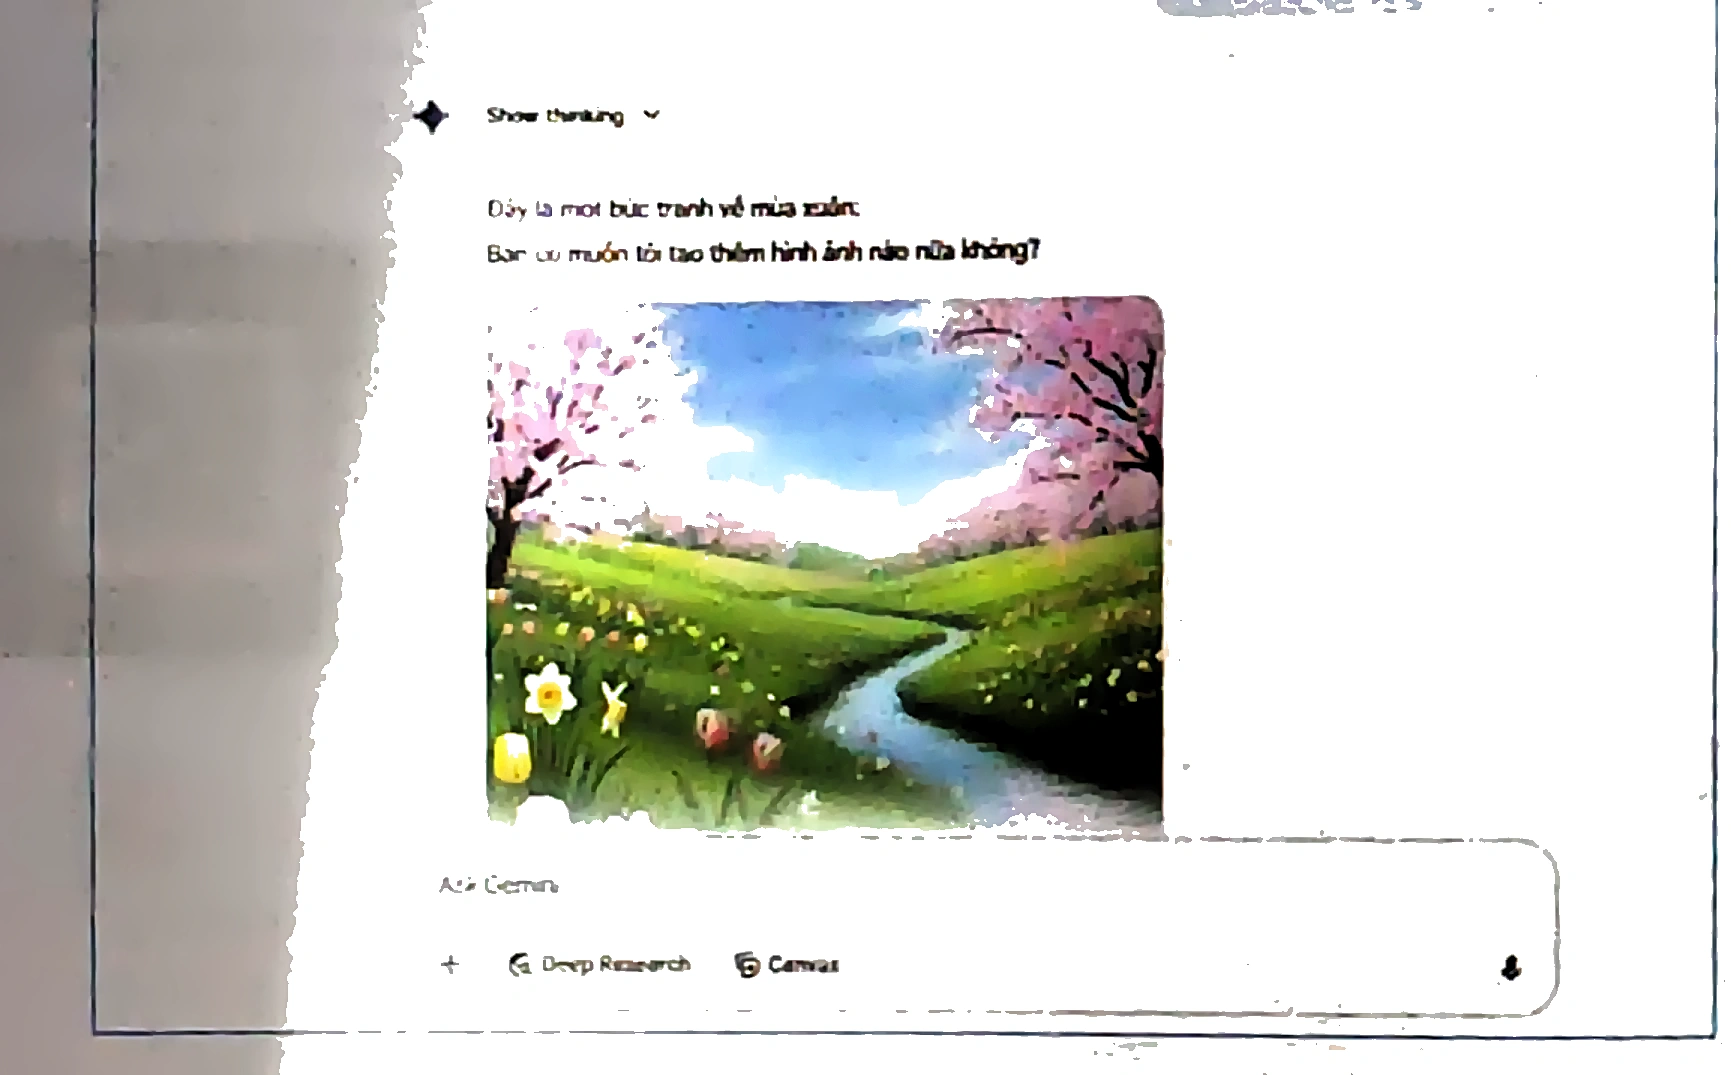 Show thinking
Đây là một bức tranh về mùa xuân:
Bạn có muốn tôi tạo thêm hình ảnh nào nữa không?
Ask Gemini
Deep Research
Canvas